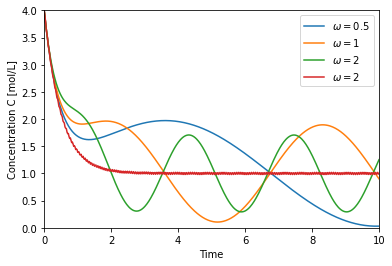 4.0
3.5
3.0
2.5
2.0
1.5
1.0
0.5
0.0
Concentration C [mol/L]
ω = 0.5
ω = 1
ω = 2
ω = 2
0 2 4 6 8 10
Time